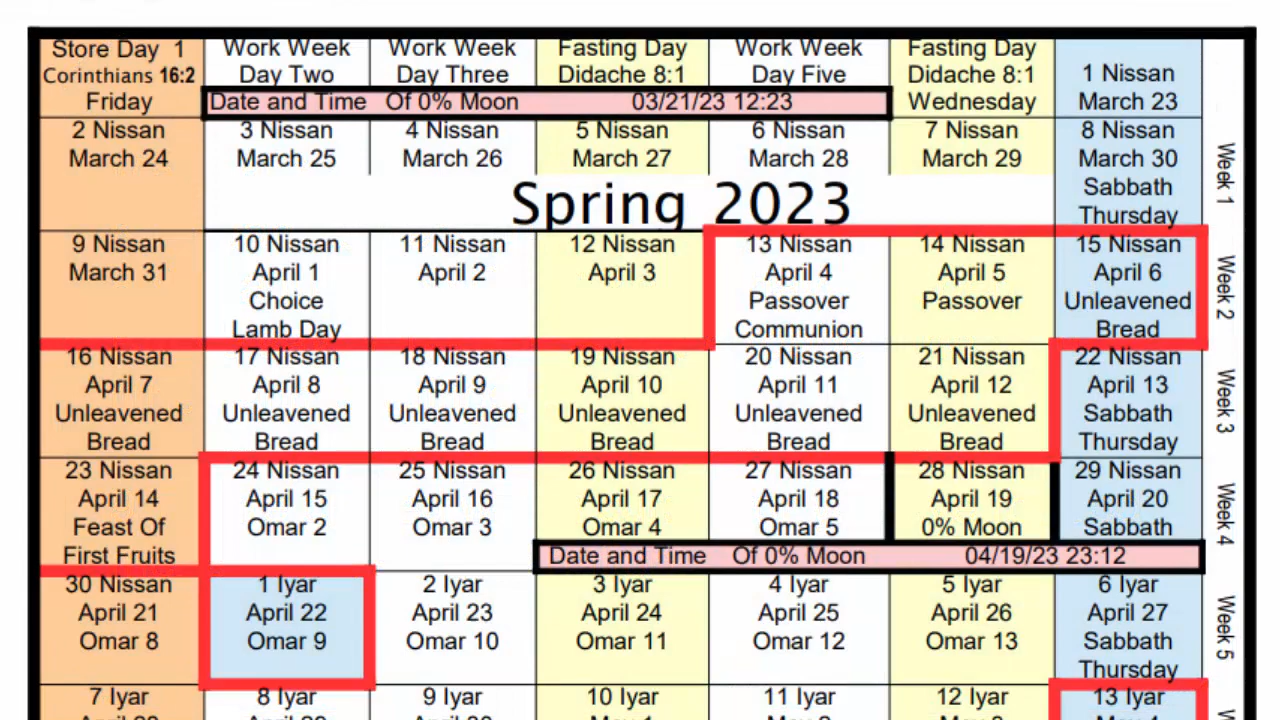 Store Day 1
Corinthians 16:2
Friday
Work Week
Day Two
Work Week
Day Three
Fasting Day
Didache 8:1
Work Week
Day Five
Fasting Day
Didache 8:1
Wednesday
1 Nissan
March 23
Date and Time Of 0% Moon 03/21/23 12:23
2 Nissan
March 24
3 Nissan
March 25
4 Nissan
March 26
5 Nissan
March 27
6 Nissan
March 28
7 Nissan
March 29
8 Nissan
March 30
Sabbath
Thursday
Week 1
Spring 2023
9 Nissan
March 31
10 Nissan
April 1
Choice
Lamb Day
11 Nissan
April 2
12 Nissan
April 3
13 Nissan
April 4
Passover
Communion
14 Nissan
April 5
Passover
15 Nissan
April 6
Unleavened
Bread
Week 2
16 Nissan
April 7
Unleavened
Bread
17 Nissan
April 8
Unleavened
Bread
18 Nissan
April 9
Unleavened
Bread
19 Nissan
April 10
Unleavened
Bread
20 Nissan
April 11
Unleavened
Bread
21 Nissan
April 12
Unleavened
Bread
22 Nissan
April 13
Sabbath
Thursday
Week 3
23 Nissan
April 14
Feast Of
First Fruits
24 Nissan
April 15
Omar 2
25 Nissan
April 16
Omar 3
26 Nissan
April 17
Omar 4
27 Nissan
April 18
Omar 5
28 Nissan
April 19
0% Moon
29 Nissan
April 20
Sabbath
Week 4
Date and Time Of 0% Moon 04/19/23 23:12
30 Nissan
April 21
Omar 8
1 Iyar
April 22
Omar 9
2 Iyar
April 23
Omar 10
3 Iyar
April 24
Omar 11
4 Iyar
April 25
Omar 12
5 Iyar
April 26
Omar 13
6 Iyar
April 27
Sabbath
Thursday
Week 5
7 Iyar
8 Iyar
9 Iyar
10 Iyar
11 Iyar
12 Iyar
13 Iyar